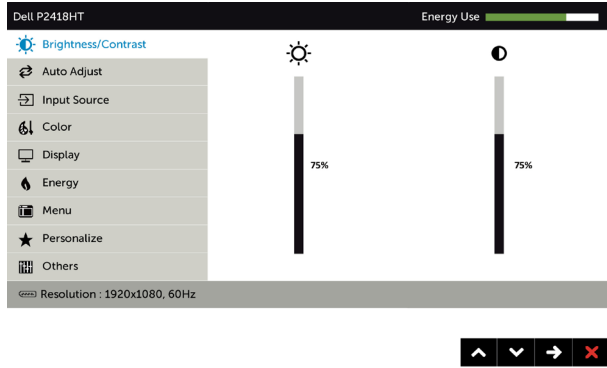 Dell P2418HT
Energy Use
Brightness/Contrast
Auto Adjust
Input Source
Color
Display
Energy
Menu
Personalize
Others
75%
75%
Resolution : 1920x1080, 60Hz